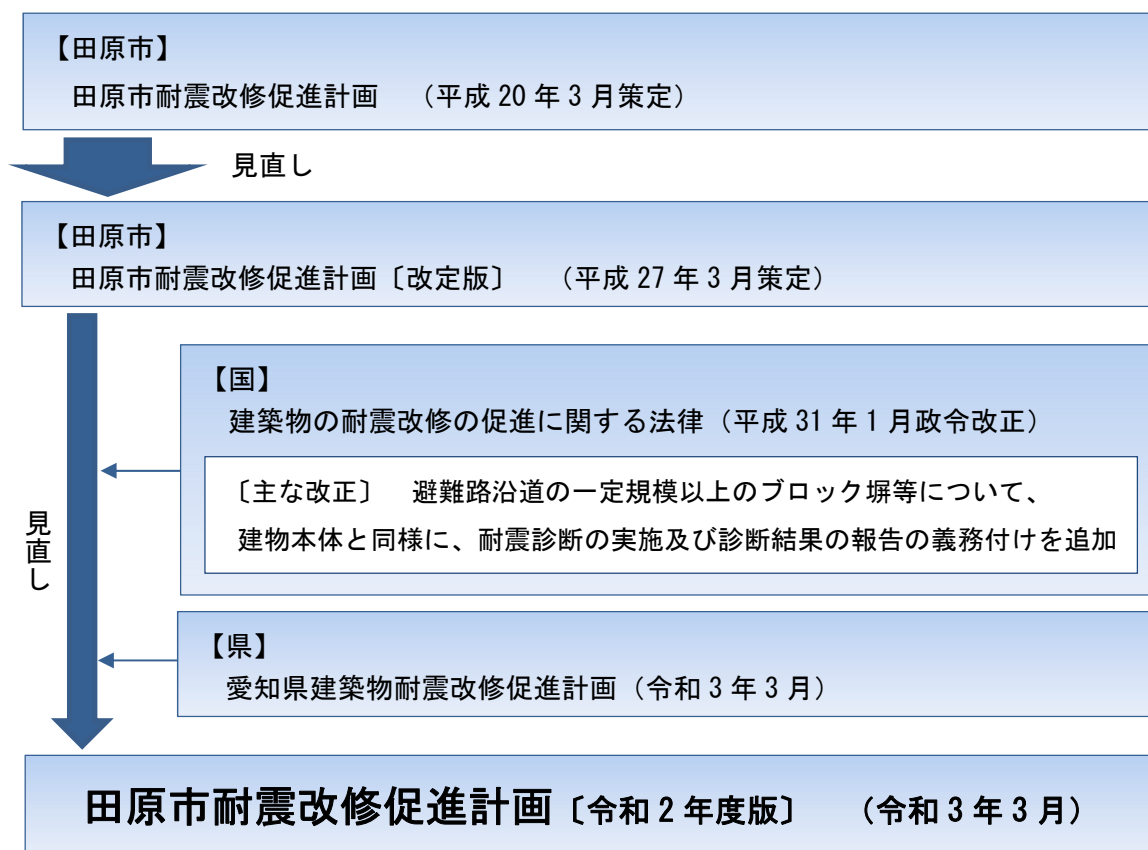 【田原市】
田原市耐震改修促進計画　（平成 20 年 3 月策定）
見直し
【田原市】
田原市耐震改修促進計画〔改定版〕　（平成 27 年 3 月策定）
【国】
建築物の耐震改修の促進に関する法律（平成 31 年 1 月政令改正）
〔主な改正〕　避難路沿道の一定規模以上のブロック塀等について、
建物本体と同様に、耐震診断の実施及び診断結果の報告の義務付けを追加
見直し
【県】
愛知県建築物耐震改修促進計画（令和 3 年 3 月）
田原市耐震改修促進計画〔令和 2 年度版〕　（令和 3 年 3 月）